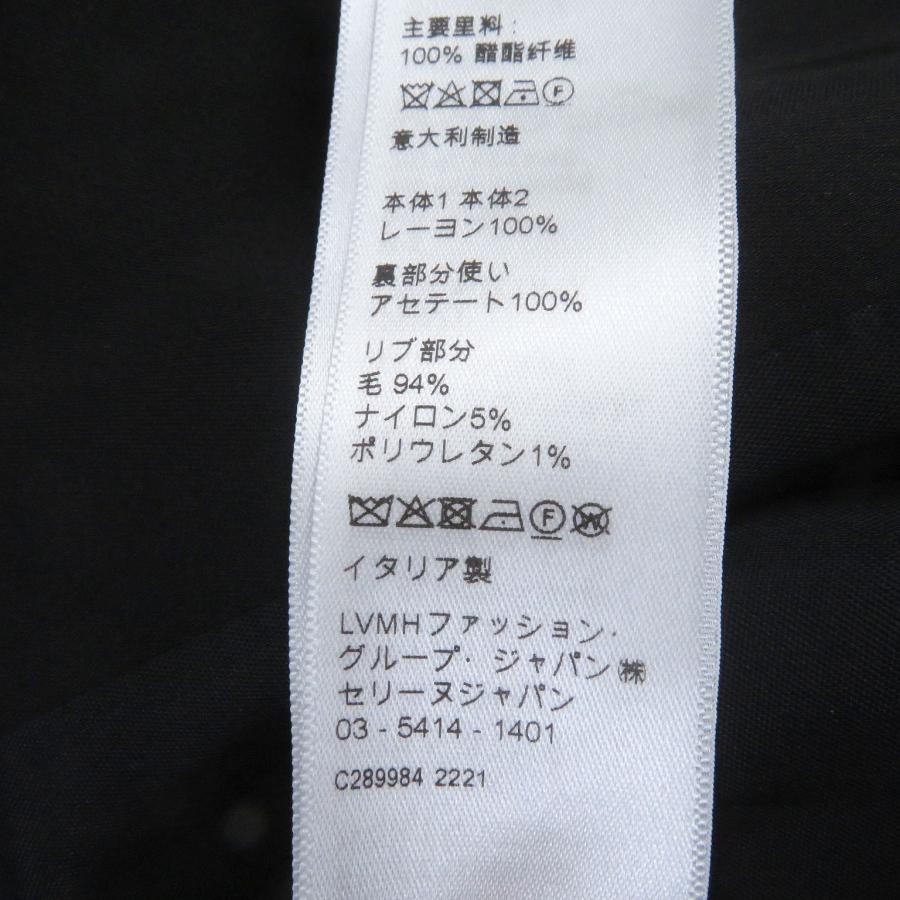 主要里料:
100% 醋酯纤维
意大利制造
本体1 本体2
レーヨン100%
裏部分使い
アセテート100%
リブ部分
毛 94%
ナイロン5%
ポリウレタン1%
F W
イタリア製
LVMHファッション・
グループ・ジャパン㈱
セリーヌジャパン
03 - 5414 - 1401
C289984 2221